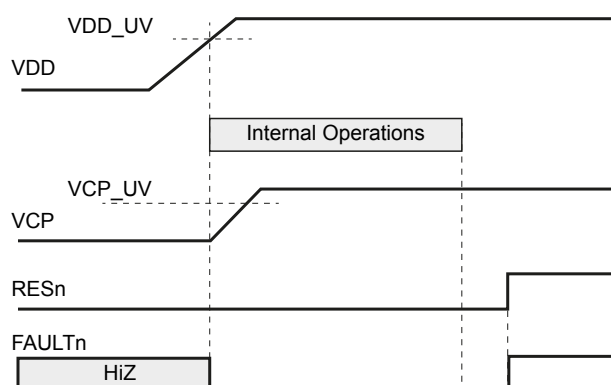 VDD_UV
VDD
Internal Operations
VCP_UV
VCP
RESn
FAULTn
HiZ